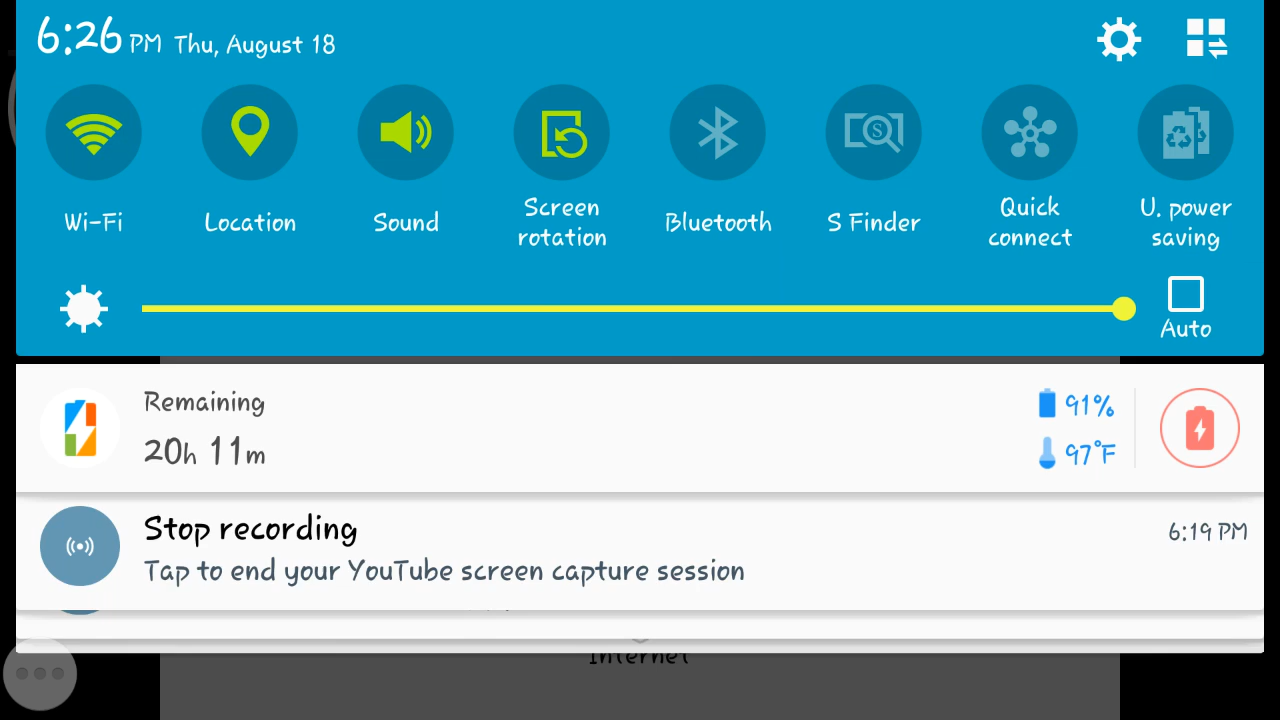 6:26 PM Thu, August 18
Wi-Fi
Location
Sound
Screen
rotation
Bluetooth
S Finder
Quick
connect
U. power
saving
Auto
Remaining
20h 11m
91%
97°F
Stop recording
6:19 PM
Tap to end your YouTube screen capture session
Internet